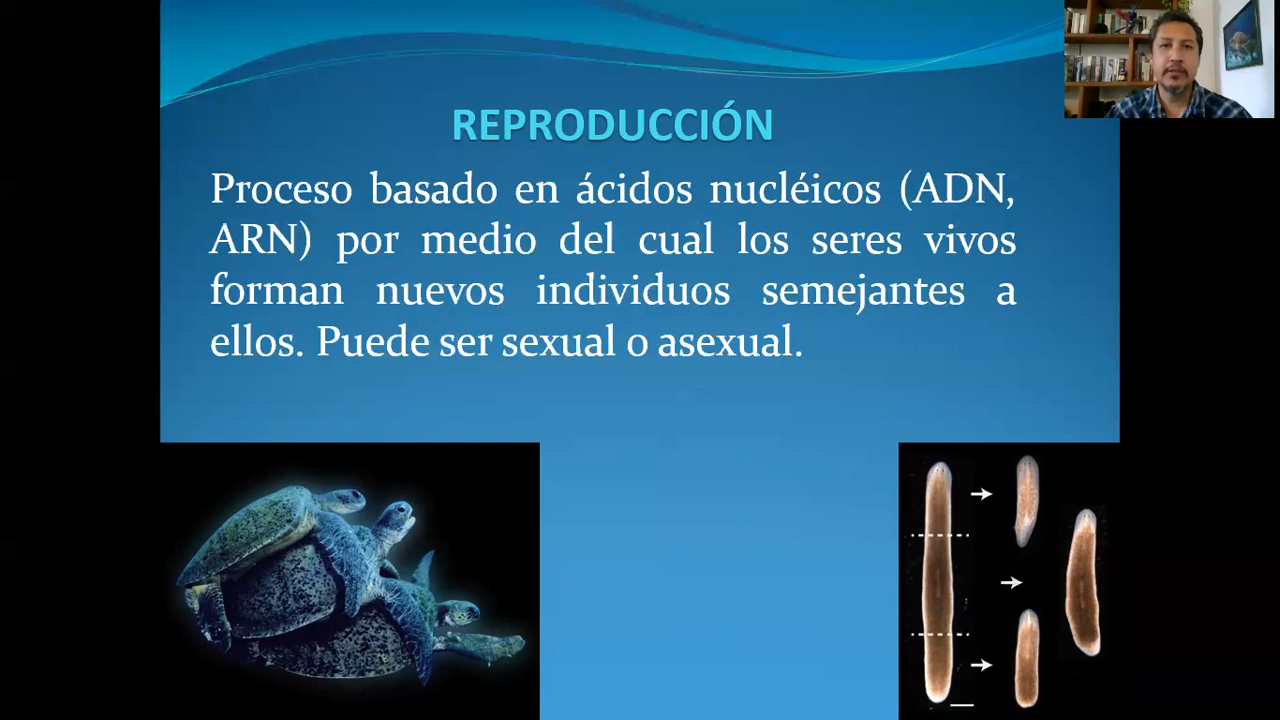 REPRODUCCIÓN
Proceso basado en ácidos nucléicos (ADN,
ARN) por medio del cual los seres vivos
forman nuevos individuos semejantes a
ellos. Puede ser sexual o asexual.